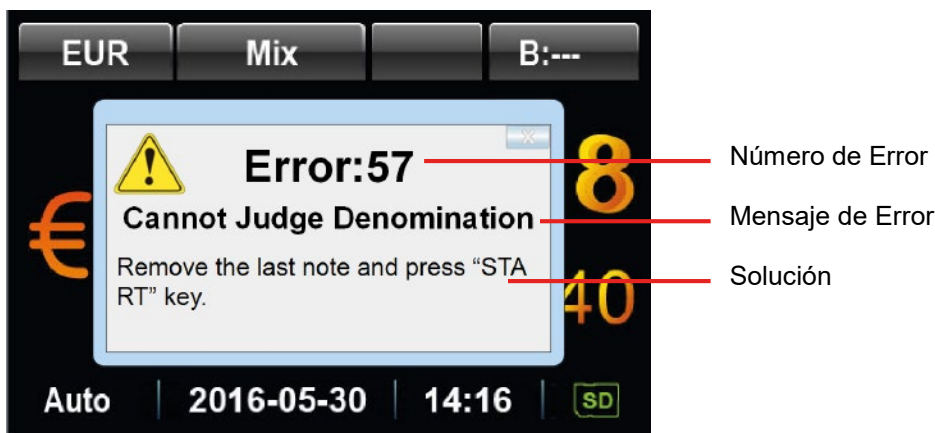 EUR
Mix
B:---
Error:57
Cannot Judge Denomination
Remove the last note and press “STA
RT” key.
€
8
40
Auto
2016-05-30
14:16
SD
Número de Error
Mensaje de Error
Solución